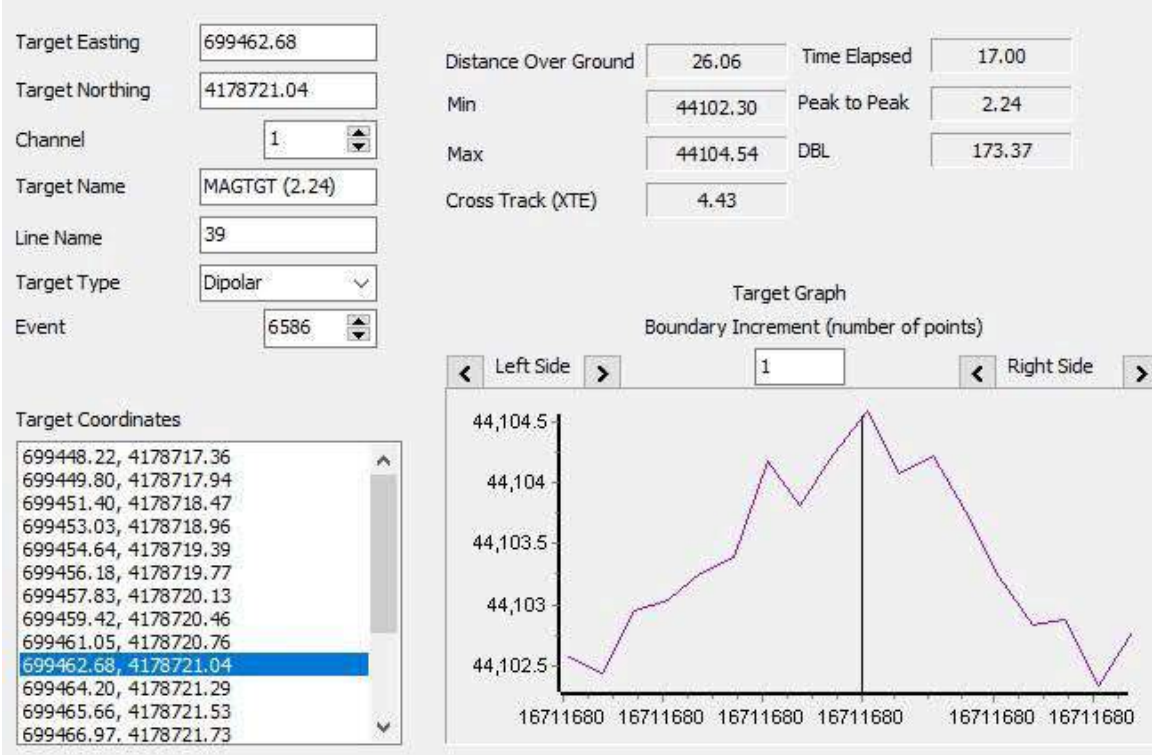 Target Easting 699462.68
Target Northing 4178721.04
Channel 1
Target Name MAGTGT (2.24)
Line Name 39
Target Type Dipolar
Event 6586
Distance Over Ground 26.06 Time Elapsed 17.00
Min 44102.30 Peak to Peak 2.24
Max 44104.54 DBL 173.37
Cross Track (XTE) 4.43
Target Graph
Boundary Increment (number of points)
Left Side 1 Right Side
44,104.5
44,104
44,103.5
44,103
44,102.5
16711680 16711680 16711680 16711680 16711680 16711680
Target Coordinates
699448.22, 4178717.36
699449.80, 4178717.94
699451.40, 4178718.47
699453.03, 4178718.96
699454.64, 4178719.39
699456.18, 4178719.77
699457.83, 4178720.13
699459.42, 4178720.46
699461.05, 4178720.76
699462.68, 4178721.04
699464.20, 4178721.29
699465.66, 4178721.53
699466.97, 4178721.73